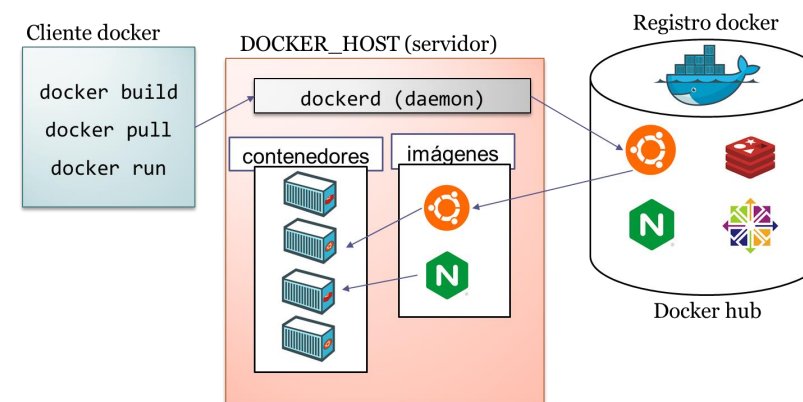 Cliente docker
docker build
docker pull
docker run
DOCKER_HOST (servidor)
dockerd (daemon)
contenedores
imágenes
N
Registro docker
N
Docker hub